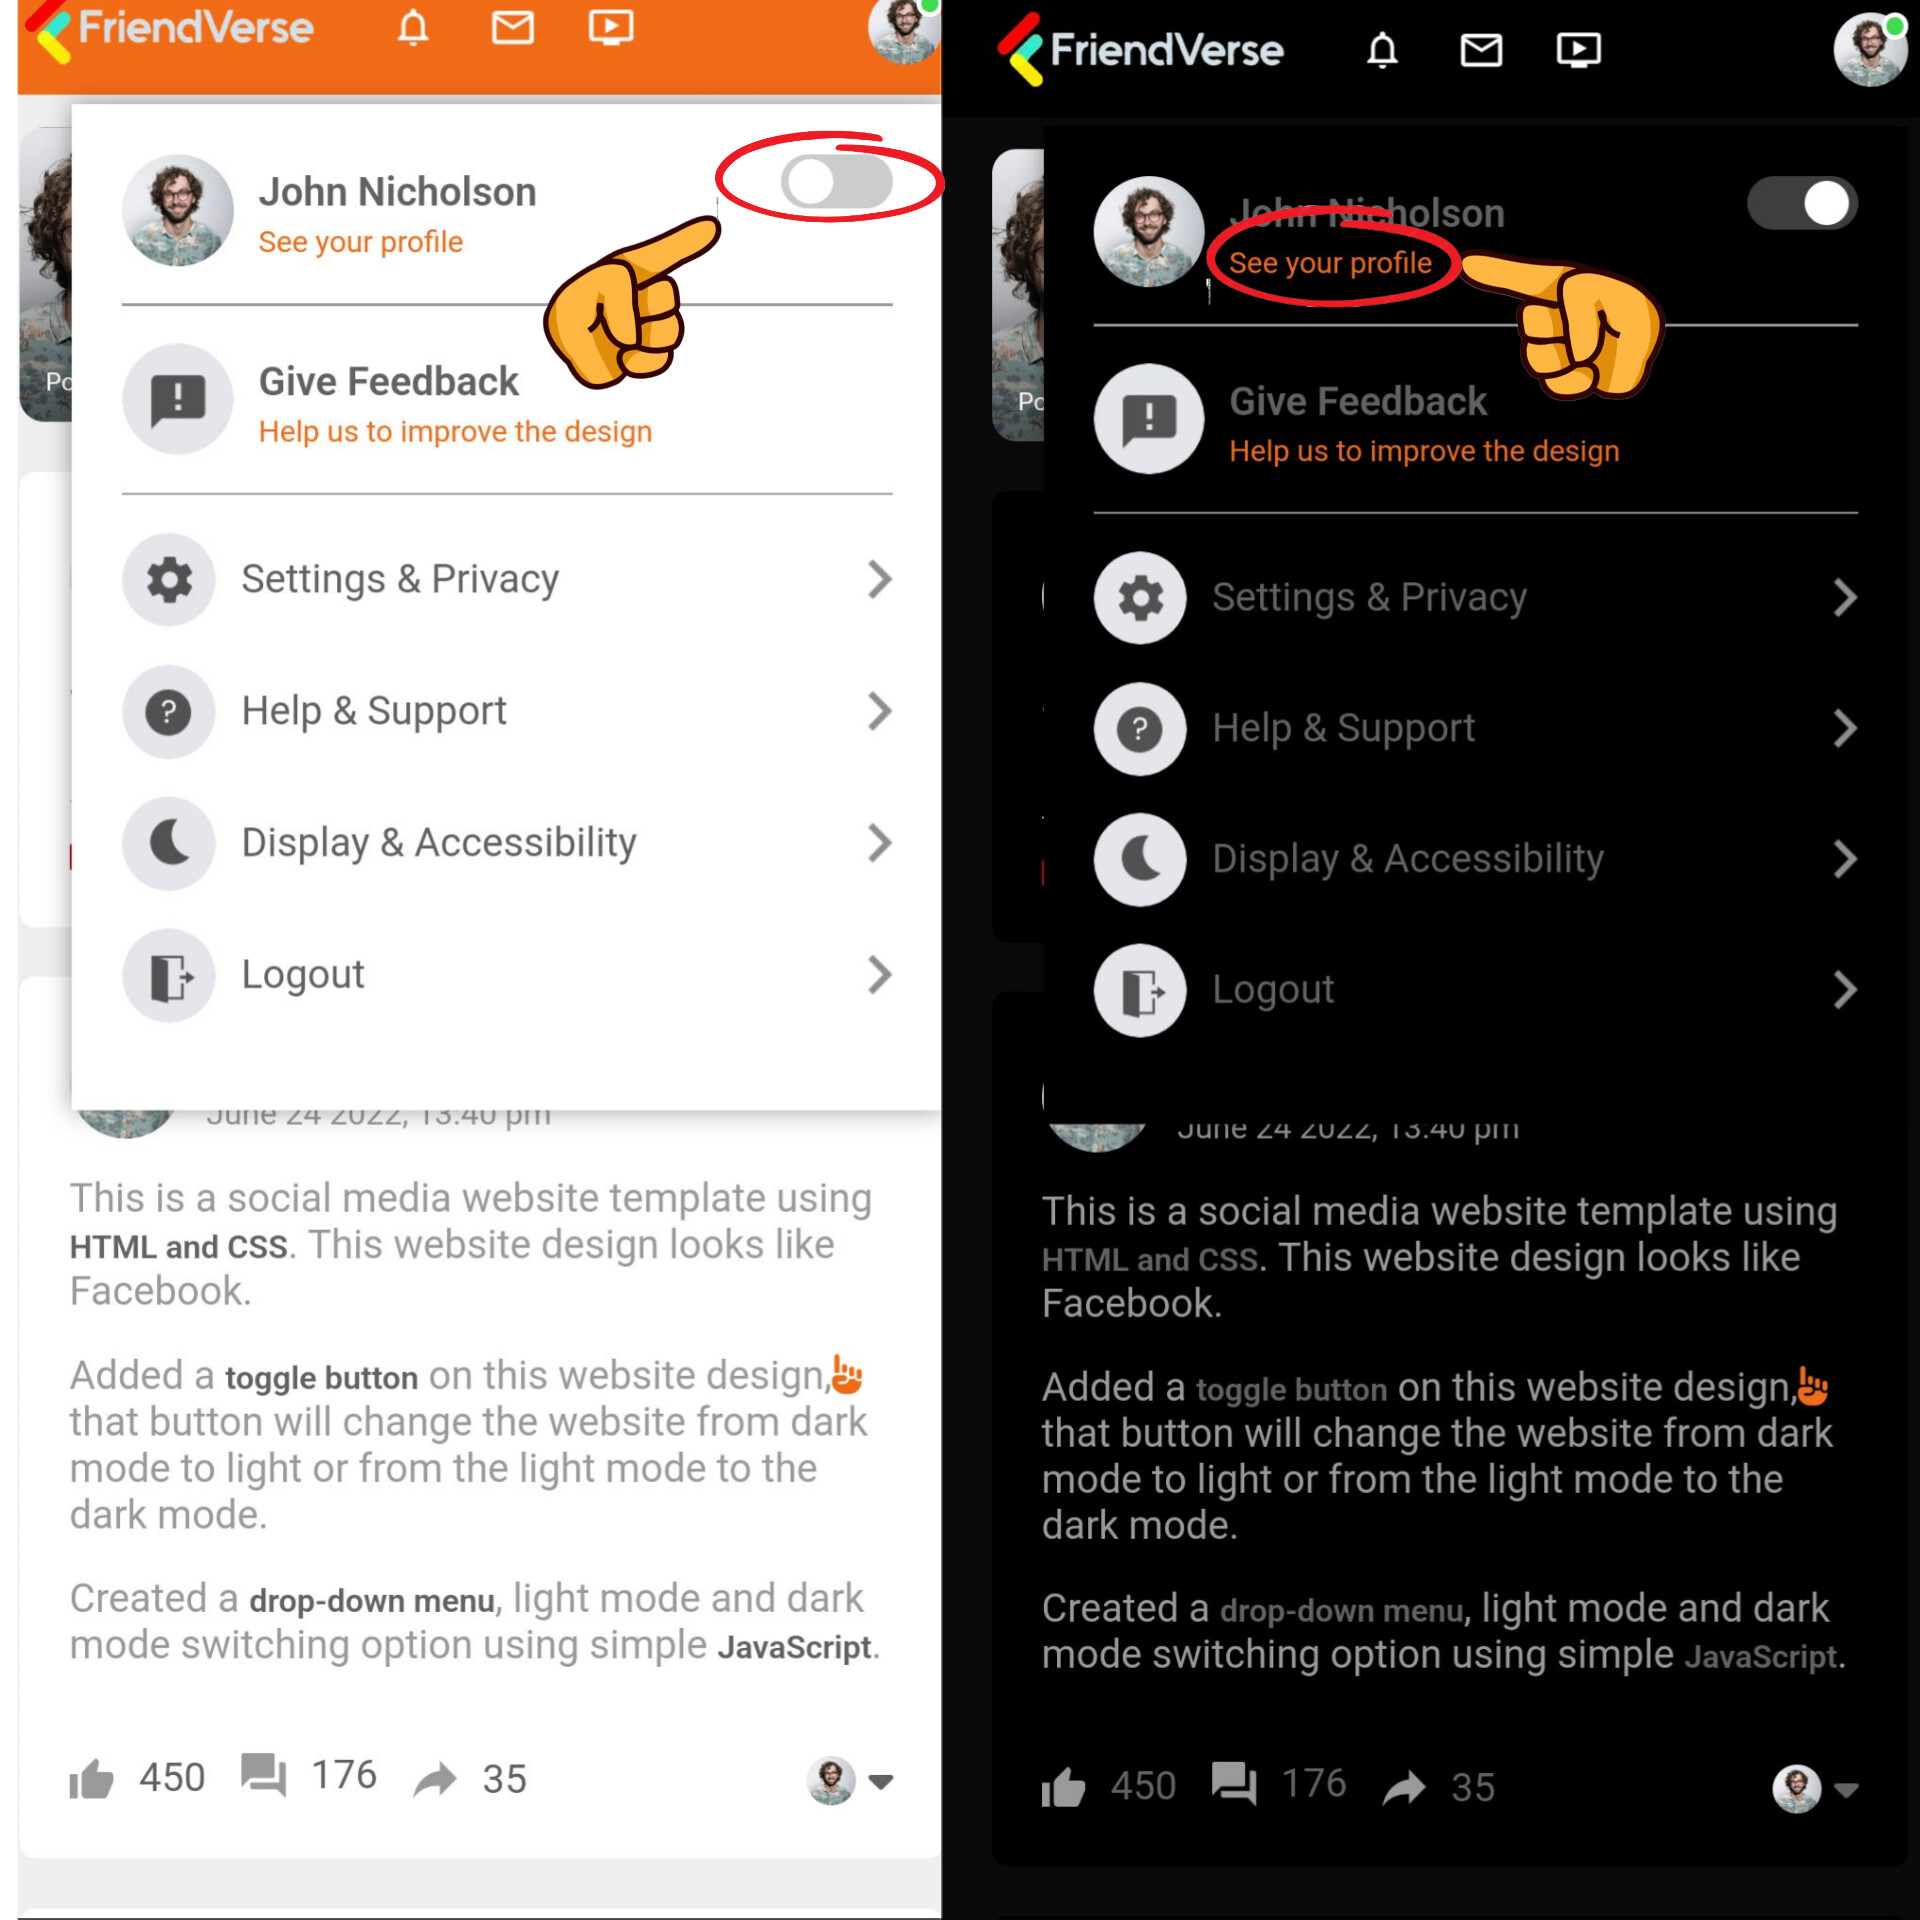 FriendVerse
John Nicholson
See your profile
Give Feedback
Help us to improve the design
Settings & Privacy
Help & Support
Display & Accessibility
Logout
Po
June 24 2022, 13:40 pm
This is a social media website template using
HTML and CSS. This website design looks like
Facebook.
Added a toggle button on this website design,
that button will change the website from dark
mode to light or from the light mode to the
dark mode.
Created a drop-down menu, light mode and dark
mode switching option using simple JavaScript.
450 176 35
FriendVerse
John Nicholson
See your profile
Give Feedback
Help us to improve the design
Settings & Privacy
Help & Support
Display & Accessibility
Logout
Po
June 24 2022, 13:40 pm
This is a social media website template using
HTML and CSS. This website design looks like
Facebook.
Added a toggle button on this website design,
that button will change the website from dark
mode to light or from the light mode to the
dark mode.
Created a drop-down menu, light mode and dark
mode switching option using simple JavaScript.
450 176 35